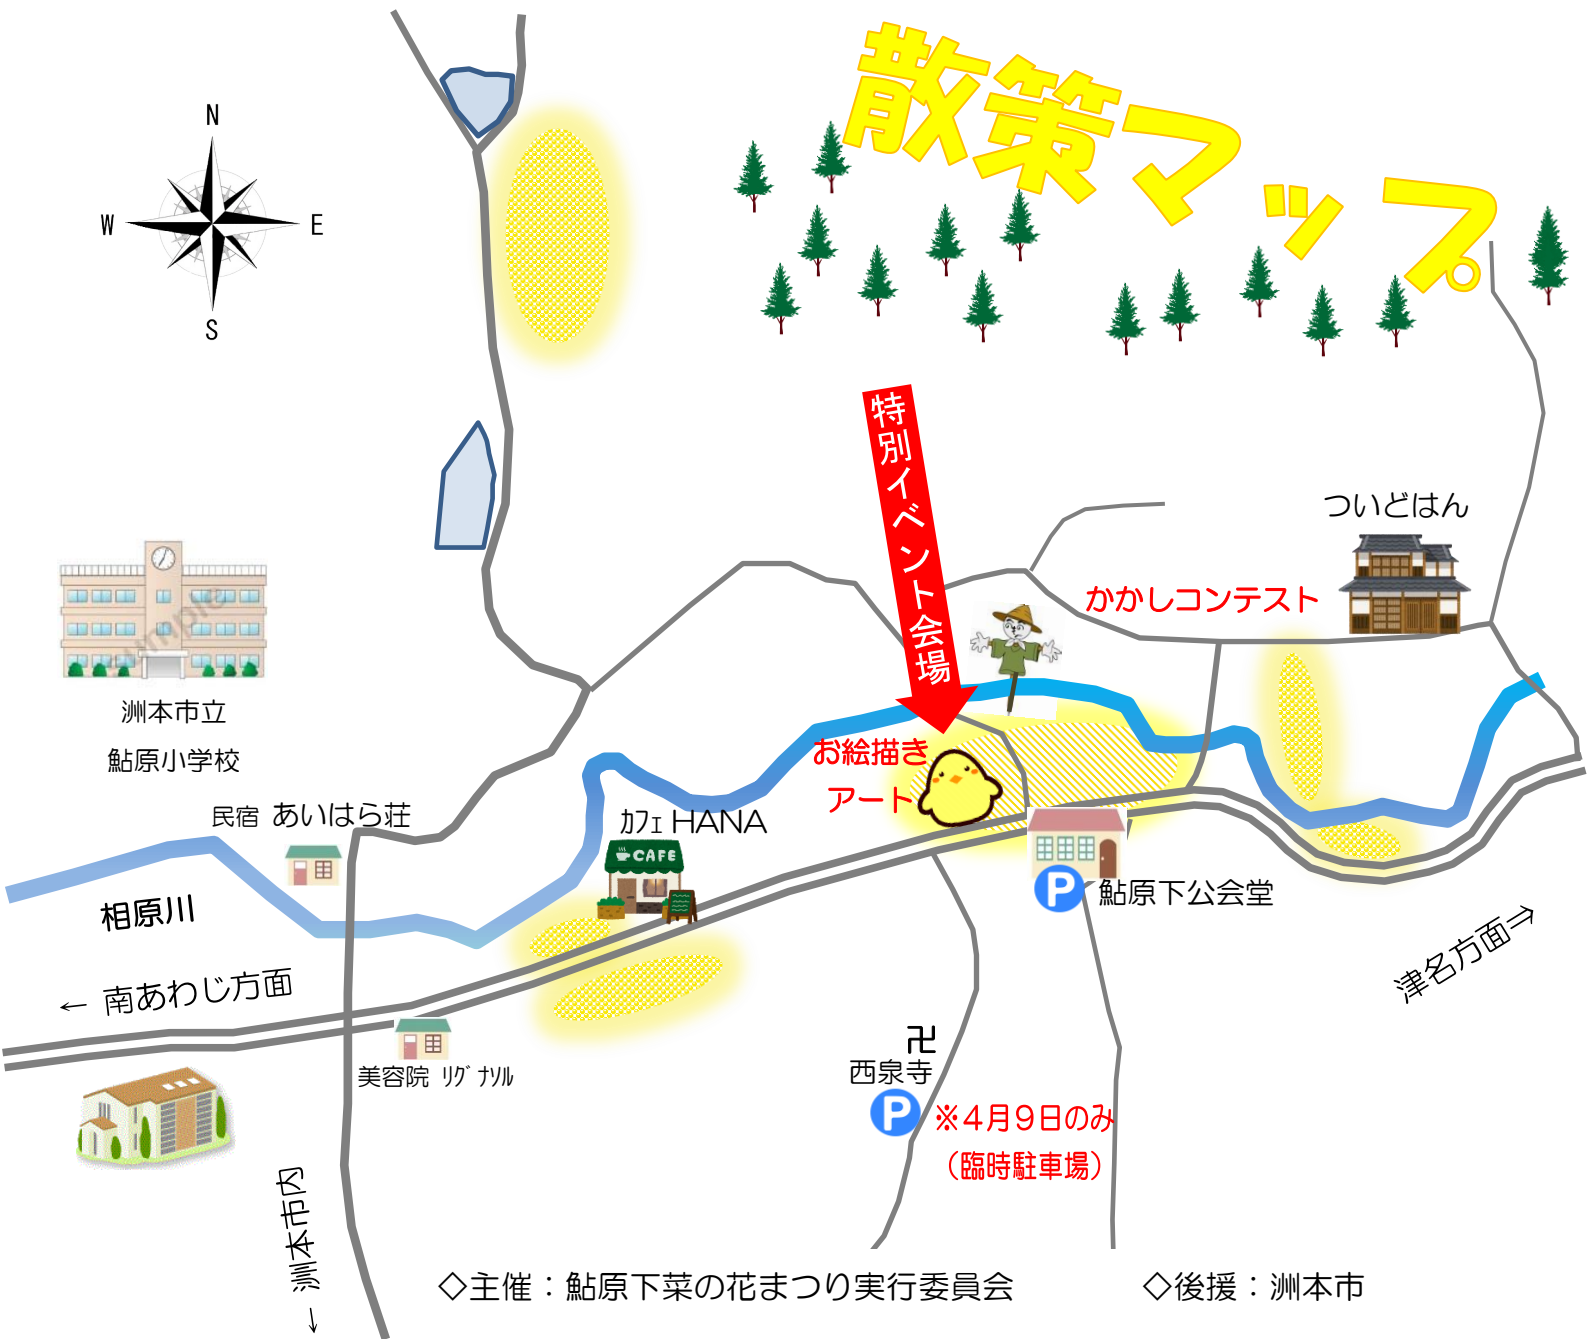 散策マップ
N
W
E
S
特別イベント会場
ついどはん
かかしコンテスト
sample
洲本市立
鮎原小学校
お絵描き
アート
民宿 あいはら荘
カフェ HANA
CAFE
相原川
P 鮎原下公会堂
← 南あわじ方面
津名方面⇒
卍
西泉寺
美容院 リグナソル
P ※4月9日のみ
(臨時駐車場)
← 洲本市内
◇主催：鮎原下菜の花まつり実行委員会
◇後援：洲本市